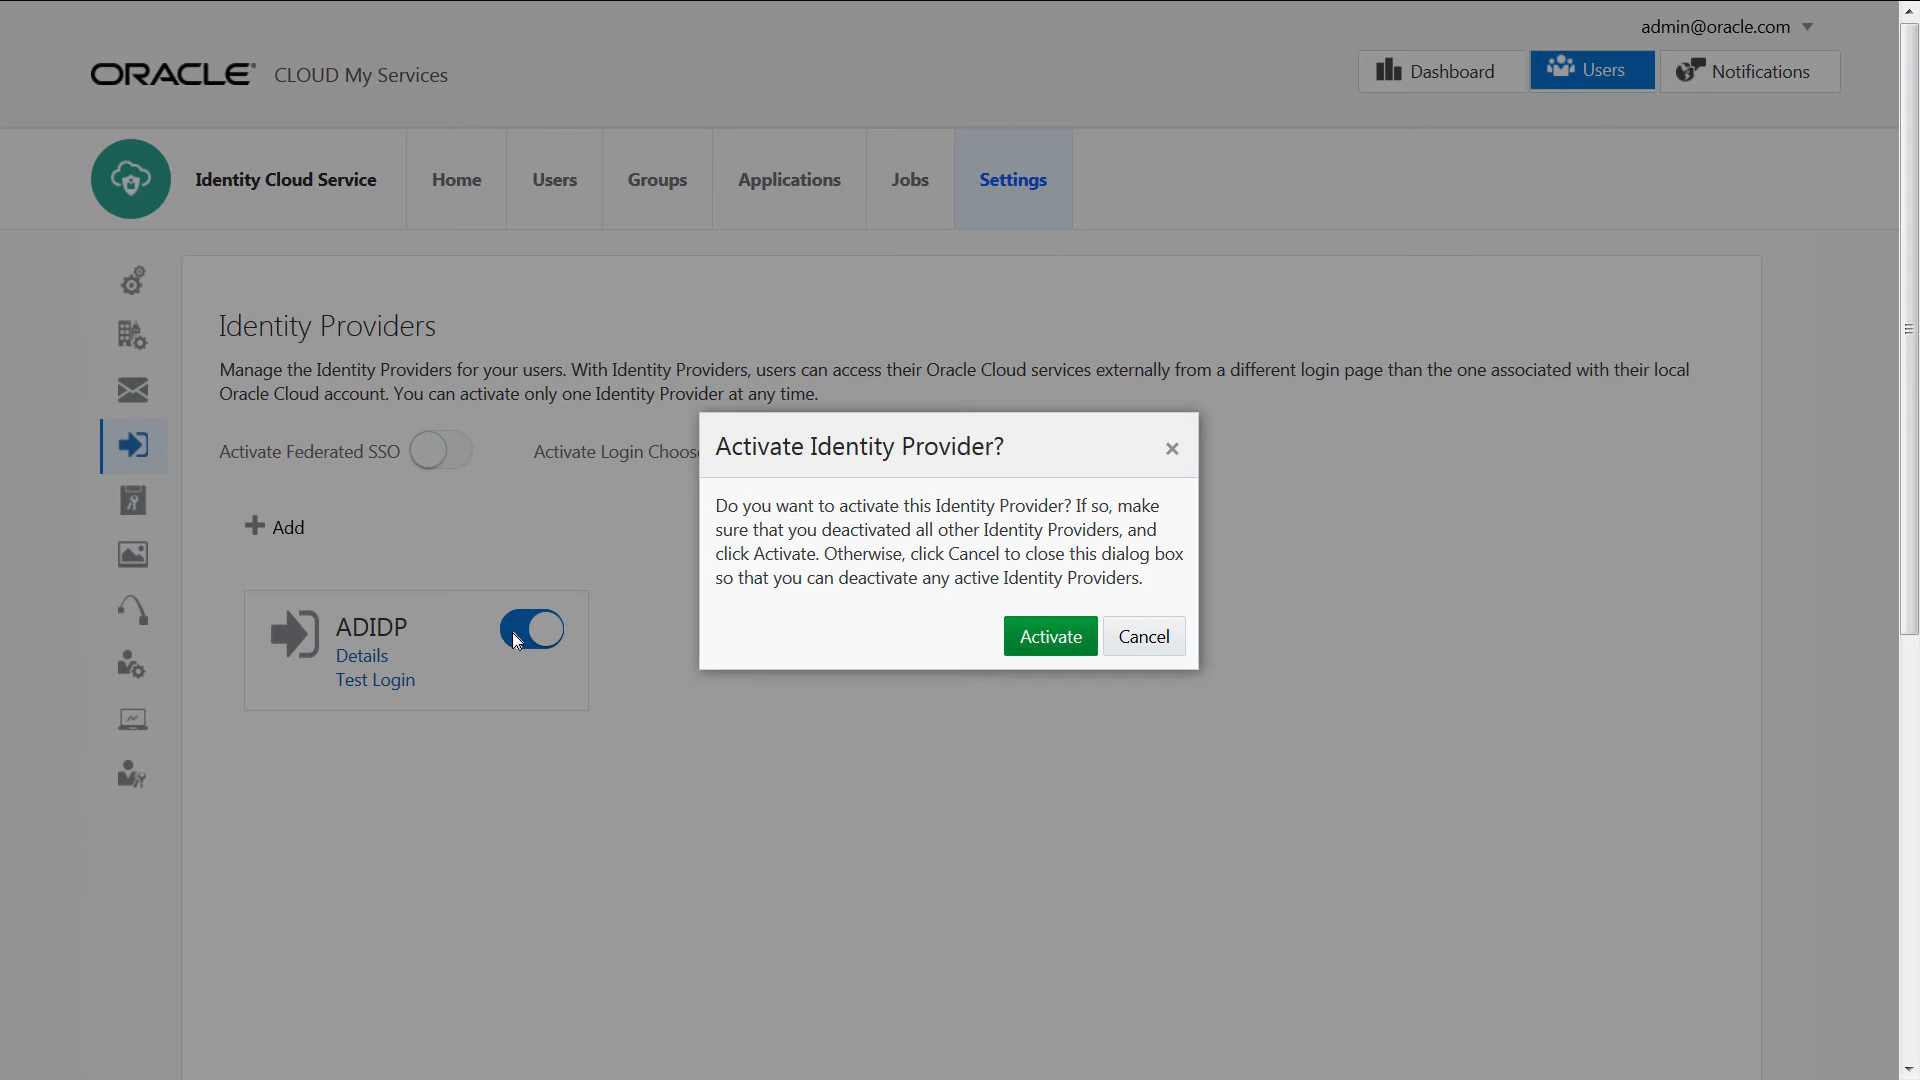 admin@oracle.com
ORACLE CLOUD My Services
Dashboard
Users
Notifications
Identity Cloud Service
Home
Users
Groups
Applications
Jobs
Settings
Identity Providers
Manage the Identity Providers for your users. With Identity Providers, users can access their Oracle Cloud services externally from a different login page than the one associated with their local
Oracle Cloud account. You can activate only one Identity Provider at any time.
Activate Federated SSO
Activate Login Choos
Activate Identity Provider?
Do you want to activate this Identity Provider? If so, make
sure that you deactivated all other Identity Providers, and
click Activate. Otherwise, click Cancel to close this dialog box
so that you can deactivate any active Identity Providers.
Activate
Cancel
Add
ADIDP
Details
Test Login